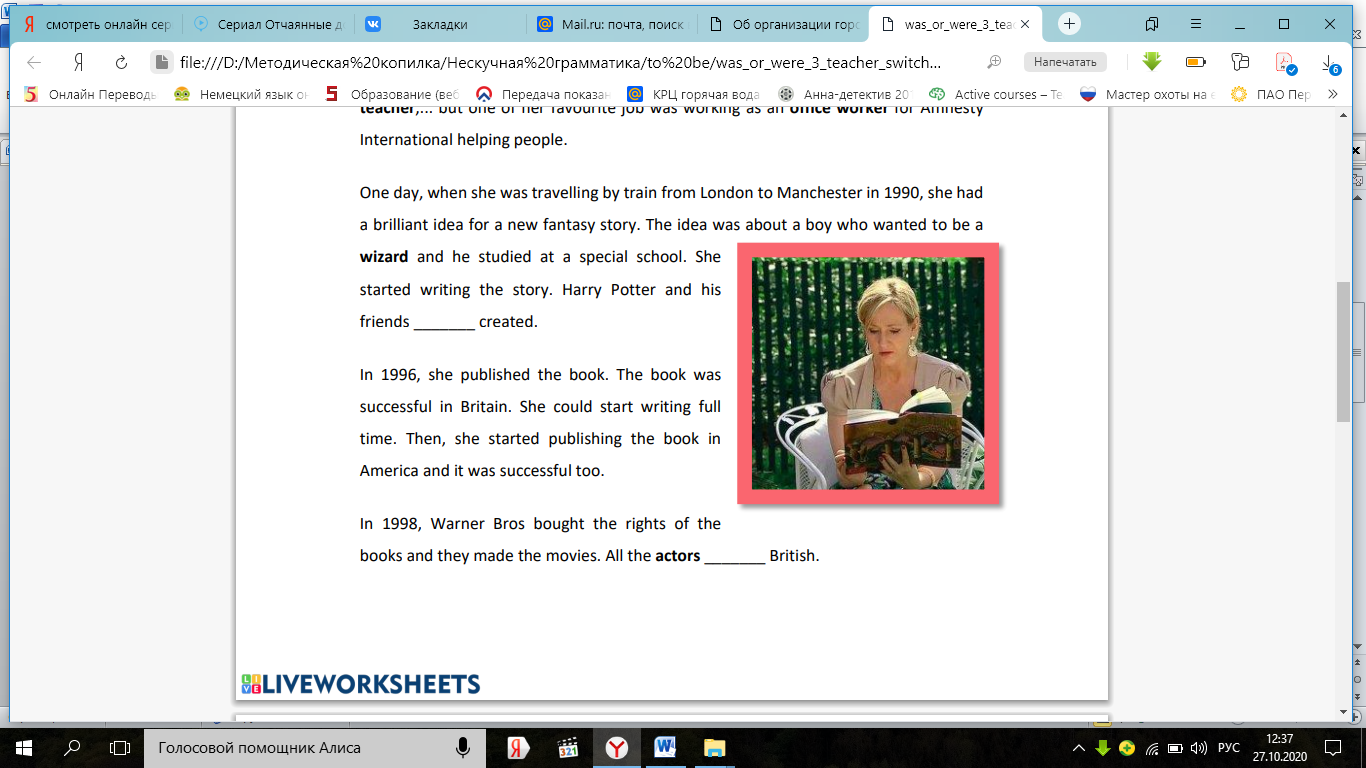 смотреть онлайн сер
Сериал Отчаянные д
Закладки
Mail.ru: почта, поиск
Об организации горо
was_or_were_3_teac
file:///D:/Методическая%20копилка/Нескучная%20грамматика/to%20be/was_or_were_3_teacher_switch...
Напечатать
6
Онлайн Переводы
Немецкий язык он
Образование (веб
Передача показан
КРЦ горячая вода
Анна-детектив 201
Active courses – Te
Мастер охоты на е
ПАО Пер
teacher,... but one of her favourite job was working as an office worker for Amnesty
International helping people.
One day, when she was travelling by train from London to Manchester in 1990, she had
a brilliant idea for a new fantasy story. The idea was about a boy who wanted to be a
wizard and he studied at a special school. She
started writing the story. Harry Potter and his
friends _______ created.
In 1996, she published the book. The book was
successful in Britain. She could start writing full
time. Then, she started publishing the book in
America and it was successful too.
In 1998, Warner Bros bought the rights of the
books and they made the movies. All the actors _______ British.
LIVE LIVEWORKSHEETS
Голосовой помощник Алиса
321
РУС
12:37
27.10.2020